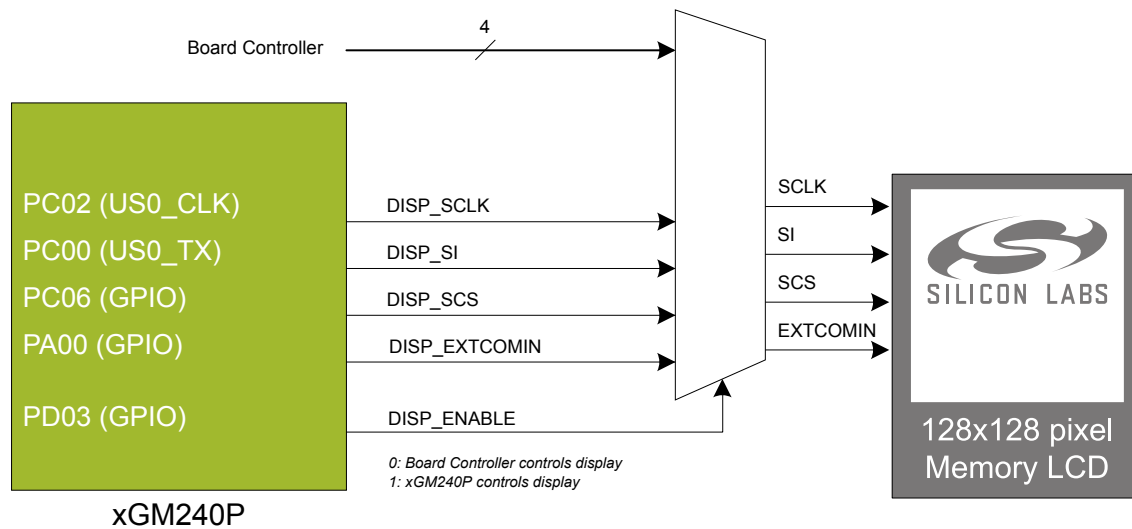 4
Board Controller
PC02 (US0_CLK)
PC00 (US0_TX)
PC06 (GPIO)
PA00 (GPIO)
PD03 (GPIO)
xGM240P
DISP_SCLK
DISP_SI
DISP_SCS
DISP_EXTCOMIN
DISP_ENABLE
0: Board Controller controls display
1: xGM240P controls display
SCLK
SI
SCS
EXTCOMIN
SILICON LABS
128x128 pixel
Memory LCD